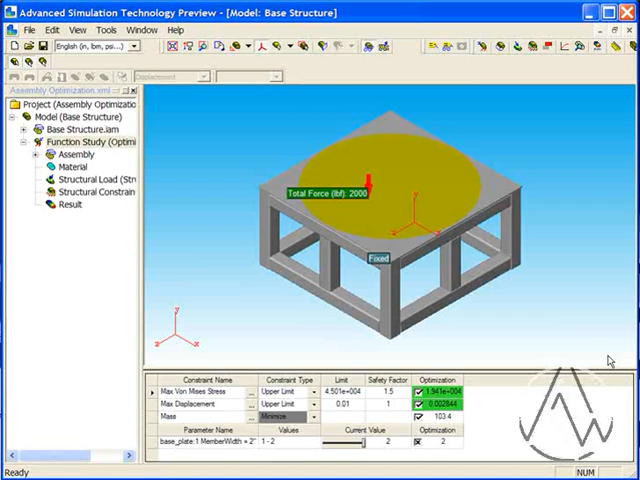 Advanced Simulation Technology Preview - [Model: Base Structure]
File Edit View Tools Window Help
English (in, lbm, psi...)
Displacement
Assembly Optimization.xml
Project (Assembly Optimization
Model (Base Structure)
Base Structure.iam
Function Study (Optimi
Assembly
Material
Structural Load (Stru
Structural Constrain
Result
Total Force (lbf): 2000
Fixed
Y
Y
X
Z
X
Constraint Name Constraint Type Limit Safety Factor Optimization
Max Von Mises Stress ... Upper Limit 4.501e+004 1.5 1.941e+004
Max Displacement ... Upper Limit 0.01 1 0.002844
Mass ... Minimize 103.4
Parameter Name Values Current Value Optimization
base_plate:1 MemberWidth = 2" ... 1 - 2 2 2
Ready NUM